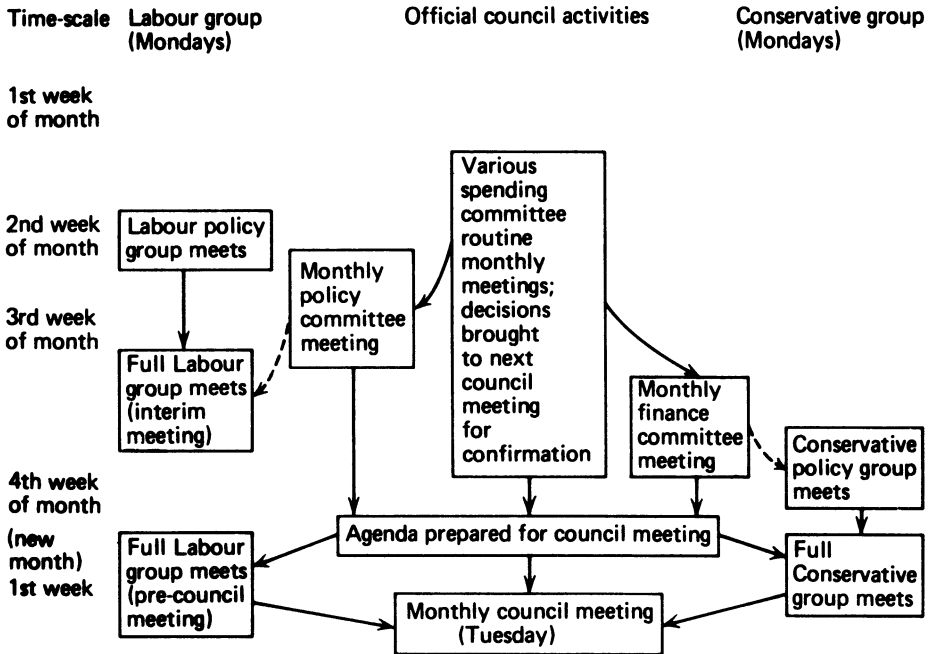 Time-scale
Labour group
(Mondays)
Official council activities
Conservative group
(Mondays)
1st week
of month
Various
spending
committee
routine
monthly
meetings;
decisions
brought
to next
council
meeting
for
confirmation
2nd week
of month
Labour policy
group meets
Monthly
policy
committee
meeting
3rd week
of month
Full Labour
group meets
(interim
meeting)
Monthly
finance
committee
meeting
Conservative
policy group
meets
4th week
of month
Agenda prepared for council meeting
(new
month)
1st week
Full Labour
group meets
(pre-council
meeting)
Full
Conservative
group meets
Monthly council meeting
(Tuesday)